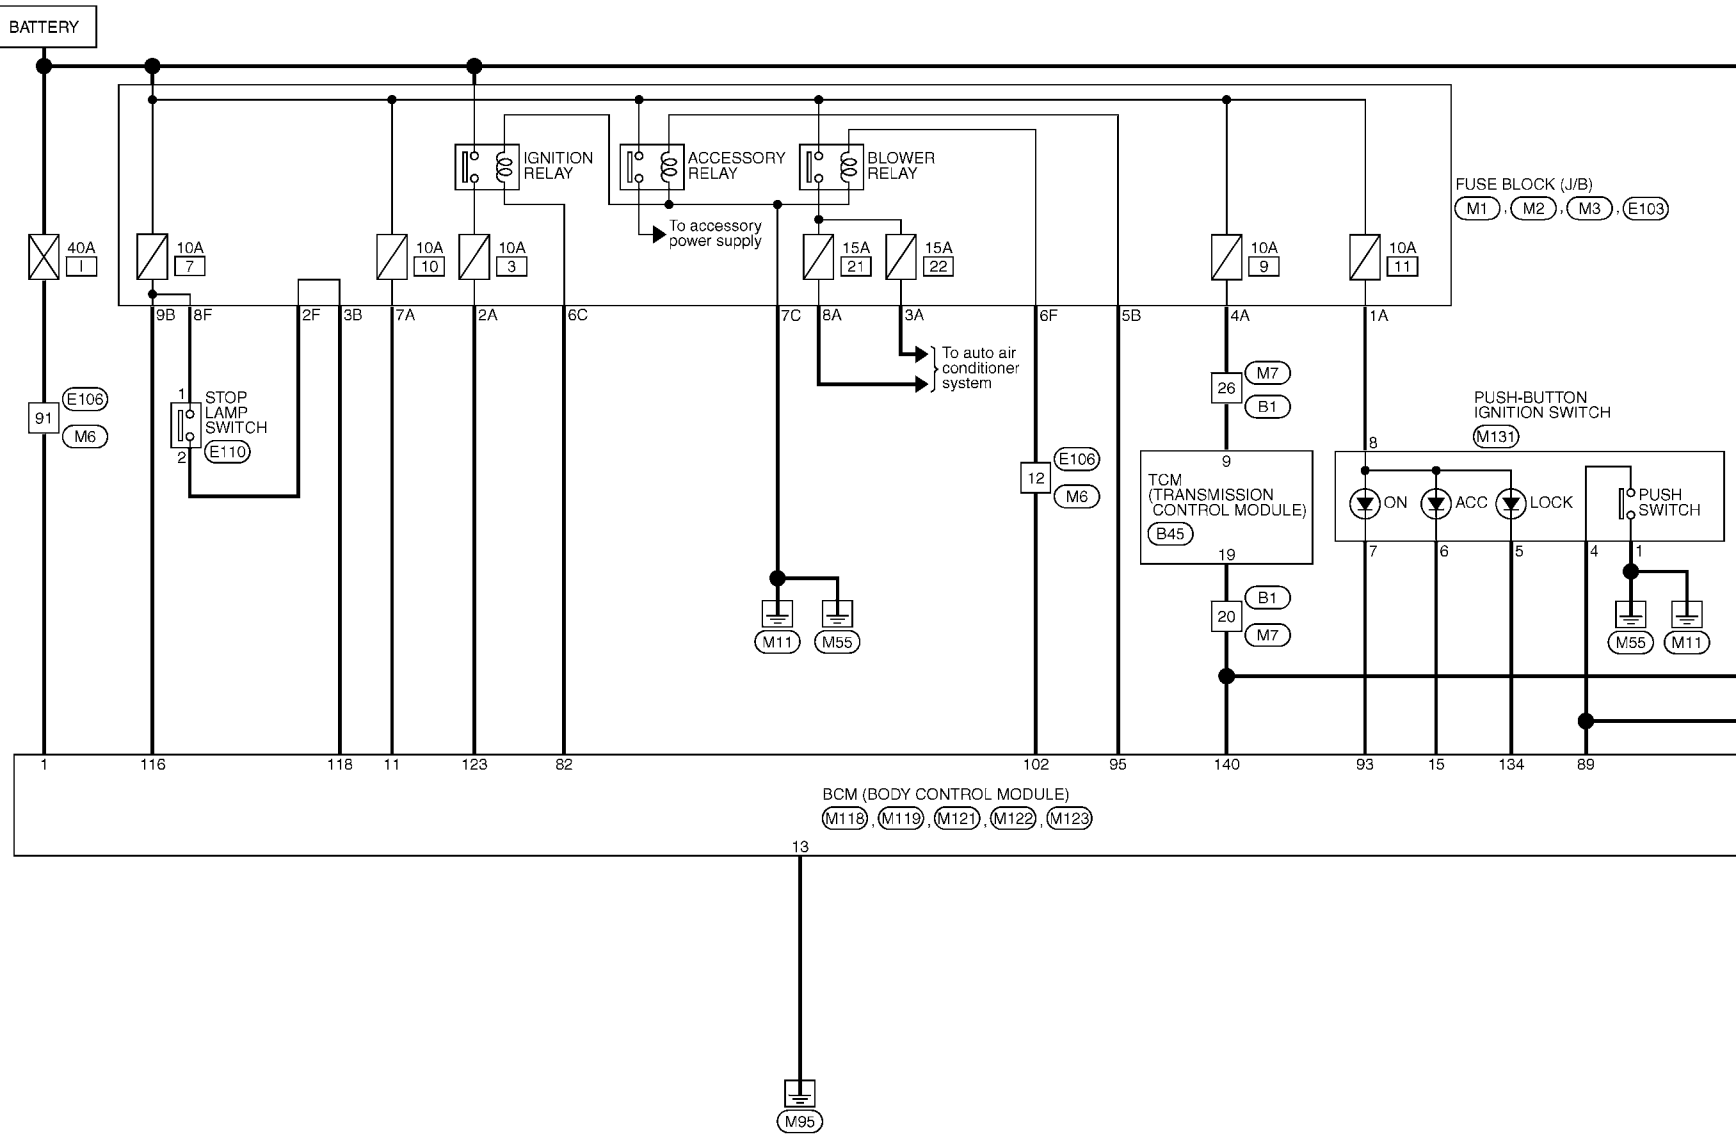 BATTERY
IGNITION
RELAY
ACCESSORY
RELAY
BLOWER
RELAY
FUSE BLOCK (J/B)
M1 , M2 , M3 , E103
To accessory
power supply
40A
I
10A
7
10A
10
10A
3
15A
21
15A
22
10A
9
10A
11
9B
8F
2F
3B
7A
2A
6C
7C
8A
3A
6F
5B
4A
1A
To auto air
conditioner
system
91
E106
M6
1
STOP
LAMP
SWITCH
E110
2
12
E106
M6
26
M7
B1
9
TCM
(TRANSMISSION
CONTROL MODULE)
B45
19
20
B1
M7
PUSH-BUTTON
IGNITION SWITCH
M131
8
ON
ACC
LOCK
PUSH
SWITCH
7
6
5
4
1
M11
M55
M55
M11
1
116
118
11
123
82
102
95
140
93
15
134
89
BCM (BODY CONTROL MODULE)
M118 , M119 , M121 , M122 , M123
13
M95